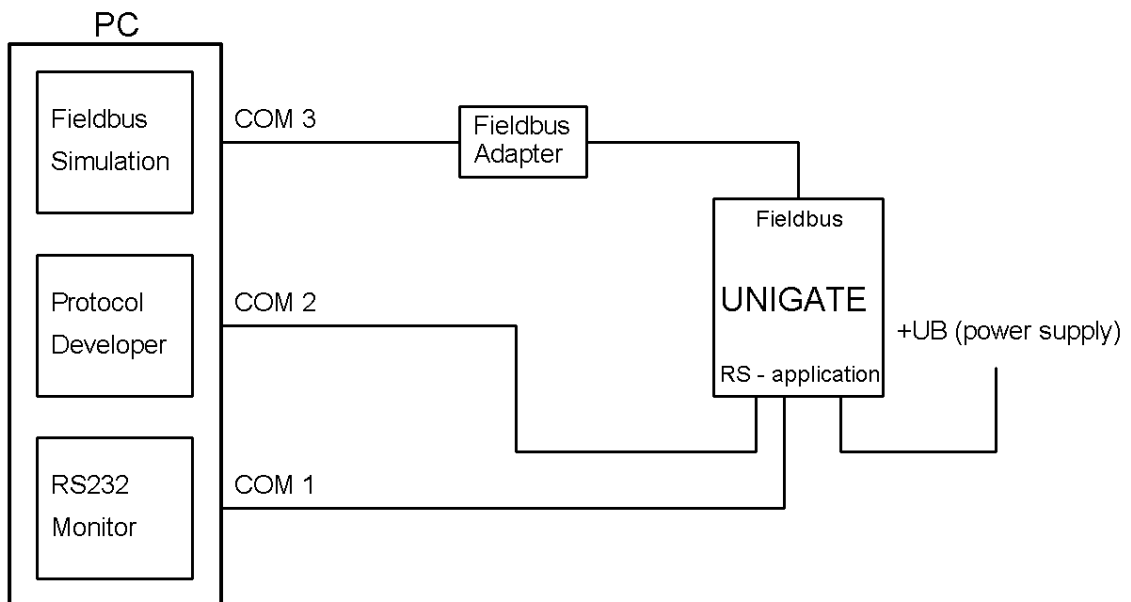 PC
Fieldbus
Simulation
COM 3
Fieldbus
Adapter
Fieldbus
UNIGATE
RS - application
+UB (power supply)
Protocol
Developer
COM 2
RS232
Monitor
COM 1